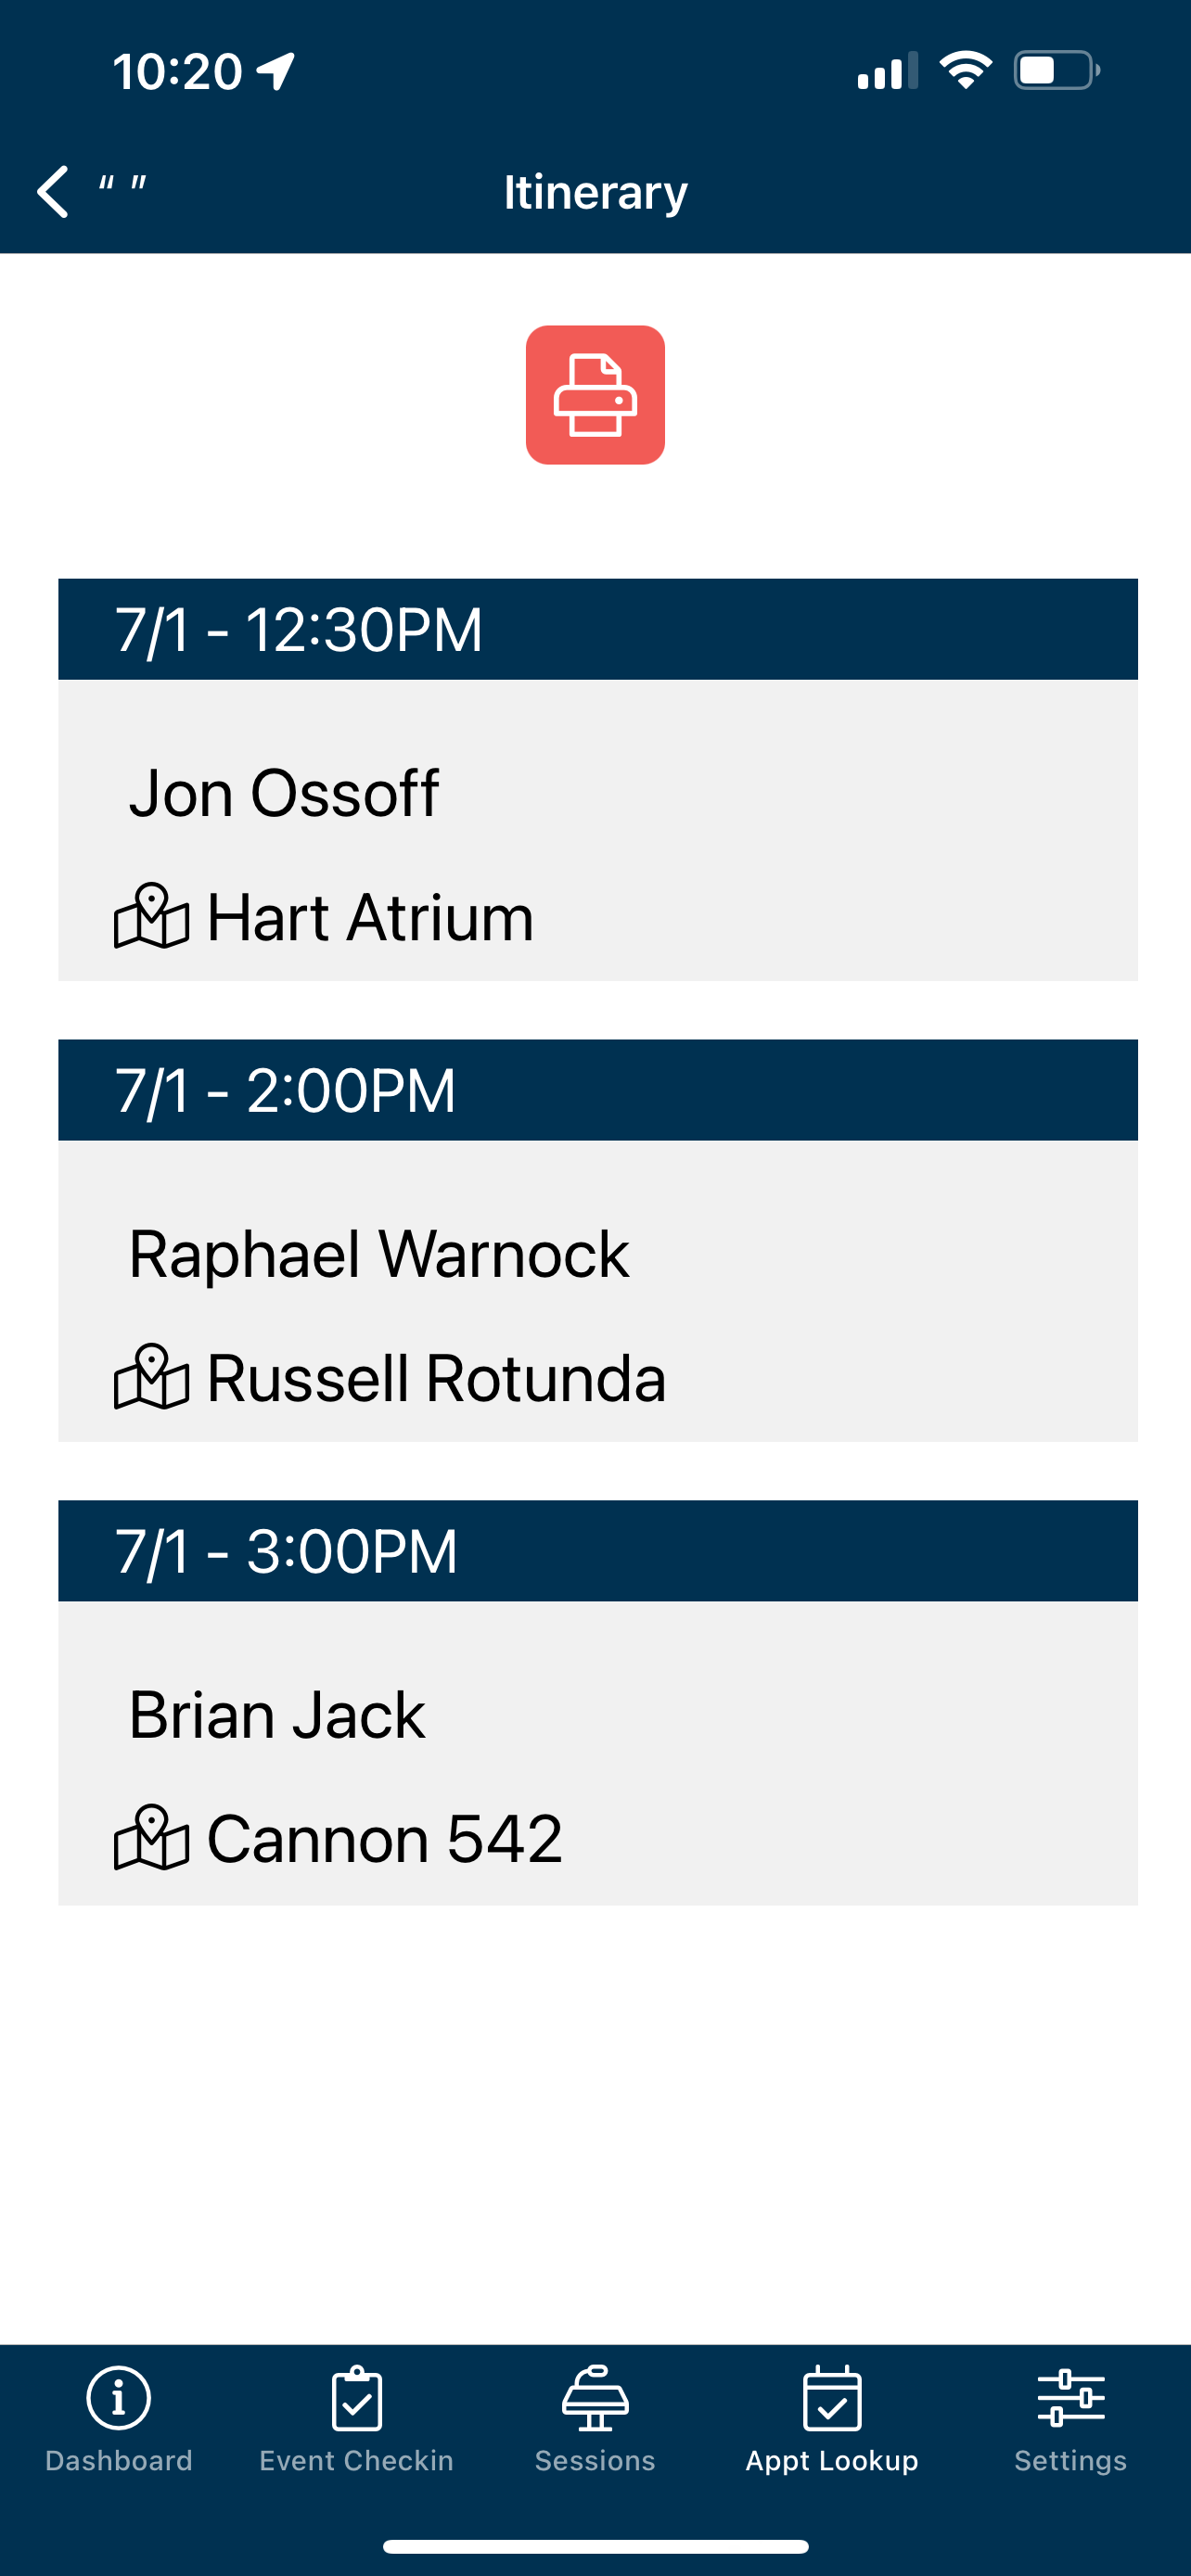 10:20
“ ”
Itinerary
7/1 - 12:30PM
Jon Ossoff
Hart Atrium
7/1 - 2:00PM
Raphael Warnock
Russell Rotunda
7/1 - 3:00PM
Brian Jack
Cannon 542
Dashboard
Event Checkin
Sessions
Appt Lookup
Settings